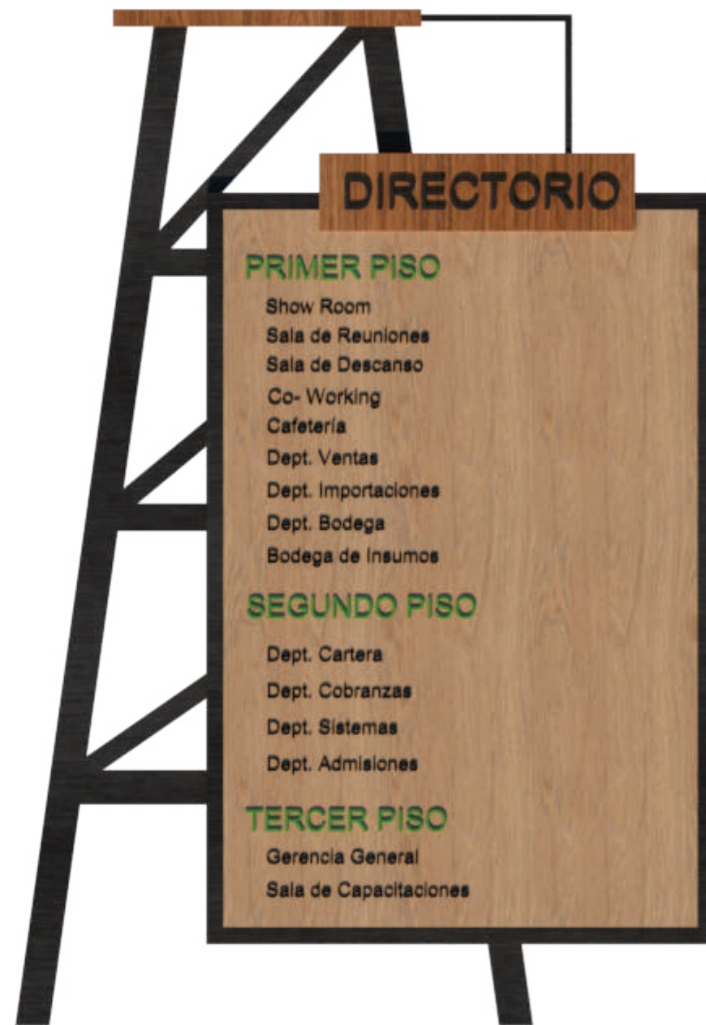 DIRECTORIO
PRIMER PISO
Show Room
Sala de Reuniones
Sala de Descanso
Co- Working
Cafetería
Dept. Ventas
Dept. Importaciones
Dept. Bodega
Bodega de Insumos
SEGUNDO PISO
Dept. Cartera
Dept. Cobranzas
Dept. Sistemas
Dept. Admisiones
TERCER PISO
Gerencia General
Sala de Capacitaciones